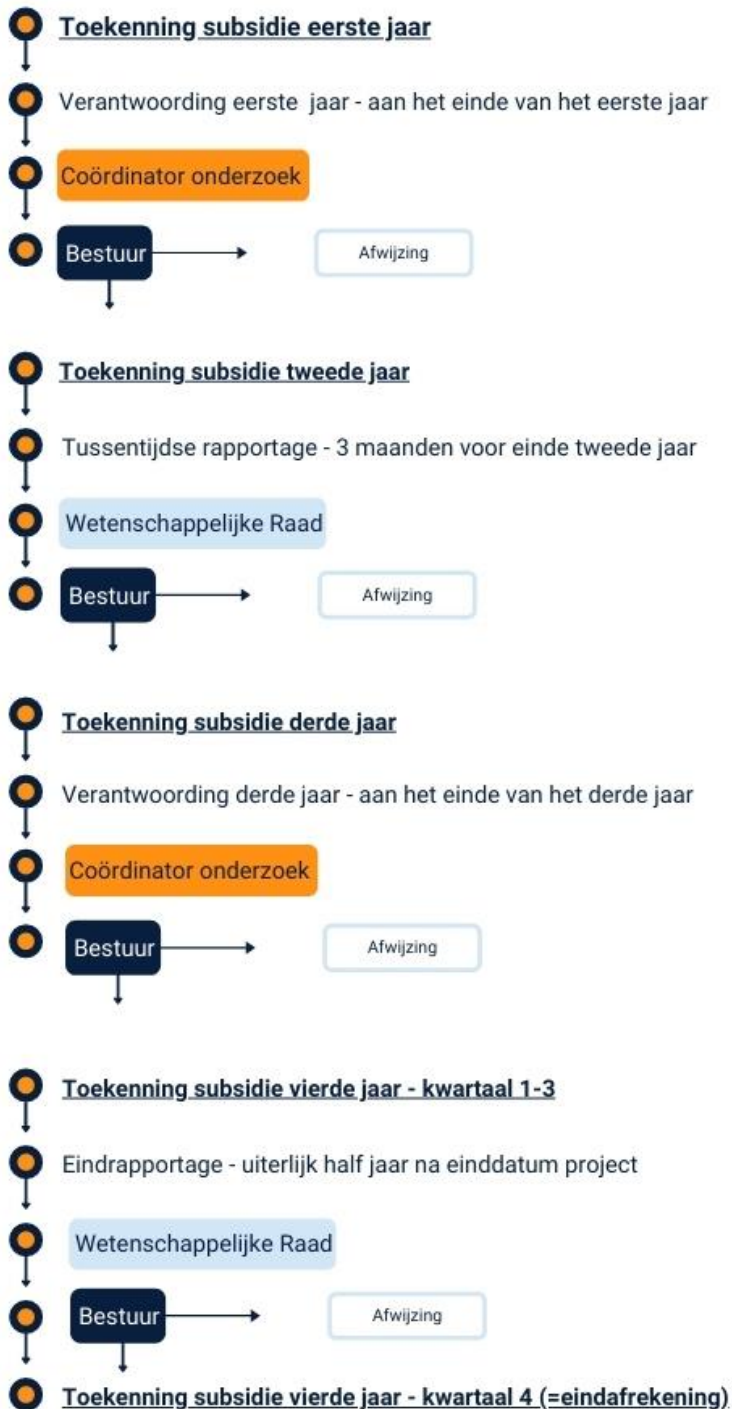 Toekenning subsidie eerste jaar
Verantwoording eerste jaar - aan het einde van het eerste jaar
Coördinator onderzoek
Bestuur
Afwijzing
Toekenning subsidie tweede jaar
Tussentijdse rapportage - 3 maanden voor einde tweede jaar
Wetenschappelijke Raad
Bestuur
Afwijzing
Toekenning subsidie derde jaar
Verantwoording derde jaar - aan het einde van het derde jaar
Coördinator onderzoek
Bestuur
Afwijzing
Toekenning subsidie vierde jaar - kwartaal 1-3
Eindrapportage - uiterlijk half jaar na einddatum project
Wetenschappelijke Raad
Bestuur
Afwijzing
Toekenning subsidie vierde jaar - kwartaal 4 (=eindafrekening)